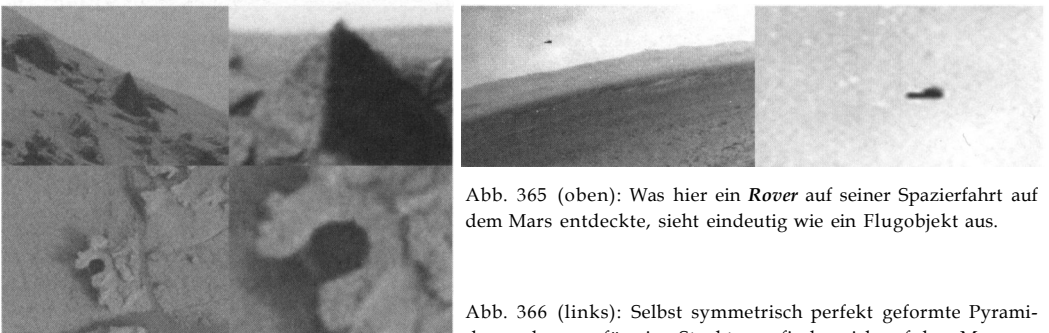 Abb. 365 (oben): Was hier ein Rover auf seiner Spazierfahrt auf
dem Mars entdeckte, sieht eindeutig wie ein Flugobjekt aus.
Abb. 366 (links): Selbst symmetrisch perfekt geformte Pyrami-